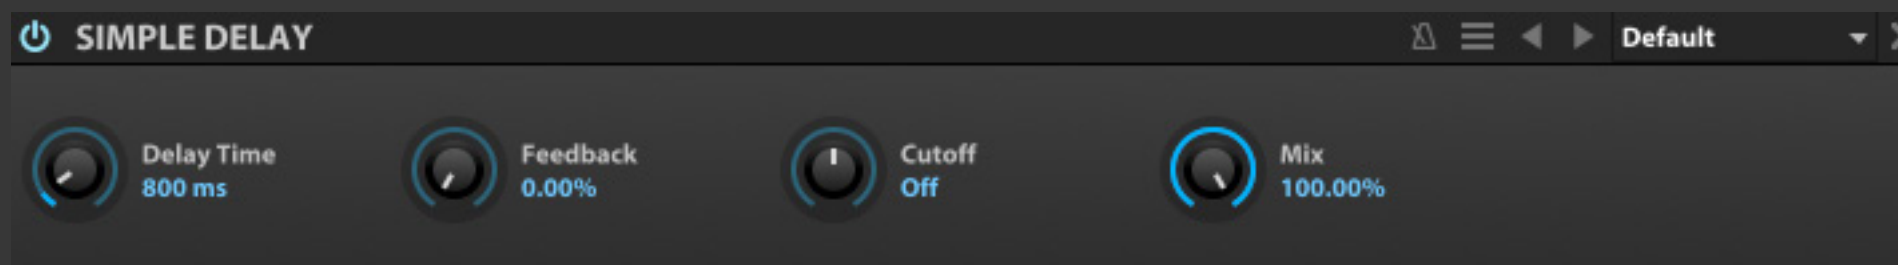 SIMPLE DELAY
Default
Delay Time
800 ms
Feedback
0.00%
Cutoff
Off
Mix
100.00%